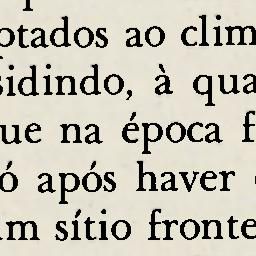 otados ao clim
sidindo, à qua
ue na época f
ó após haver
m sítio fronte